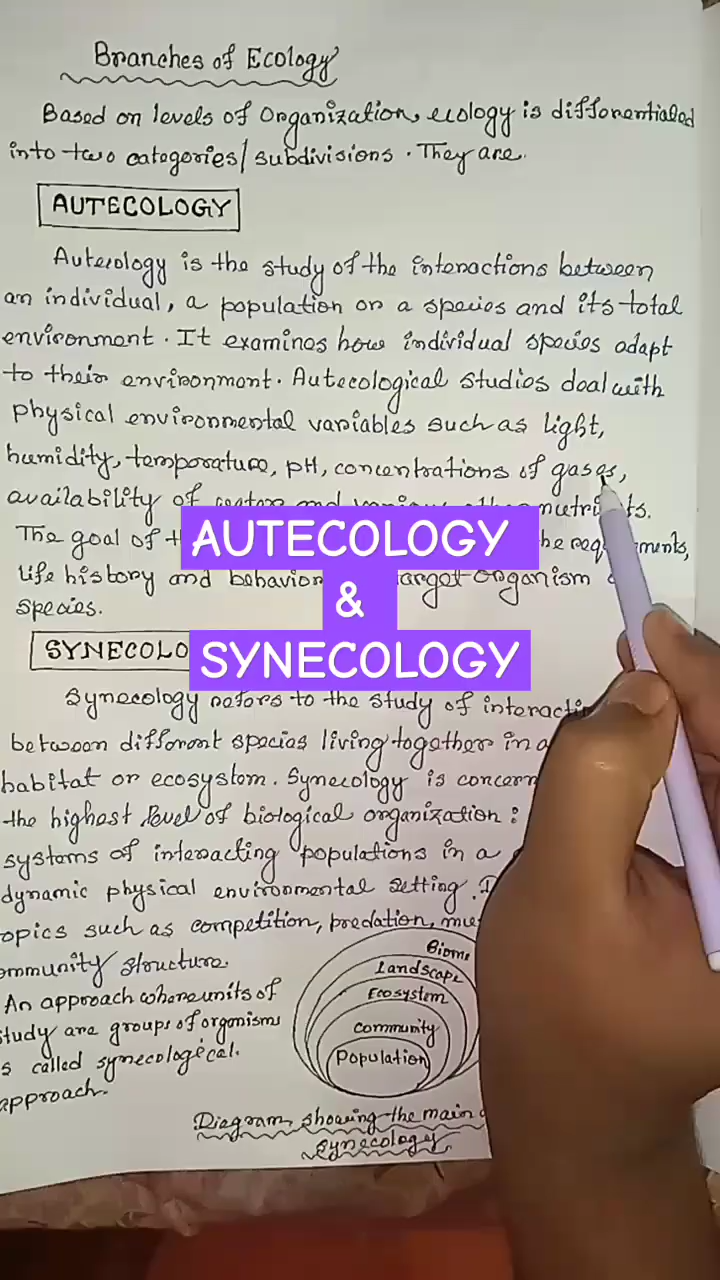 Branches of Ecology
Based on levels of organization, ecology is differentiated
into two categories/subdivisions. They are.
AUTECOLOGY
Autecology is the study of the interactions between
an individual, a population or a species and its total
environment. It examines how individual species adapt
to their environment. Autecological studies deal with
physical environmental variables such as light,
humidity, temperature, pH, concentrations of gases,
availability of
The goal of
life history and behavior target organism
species.
AUTECOLOGY
&
SYNECOLOGY
SYNECOLO
Synecology refers to the study of
between different species living together in a
habitat or ecosystem. Synecology is
the highest level of biological organization:
systems of interacting populations in a
dynamic physical environmental setting.
opics such as competition, predation,
ommunity structure.
An approach where units of
study are groups of organisms
s called synecological
approach.
Biome
Landscape
Ecosystem
Community
Population
Diagram showing the main
Synecology